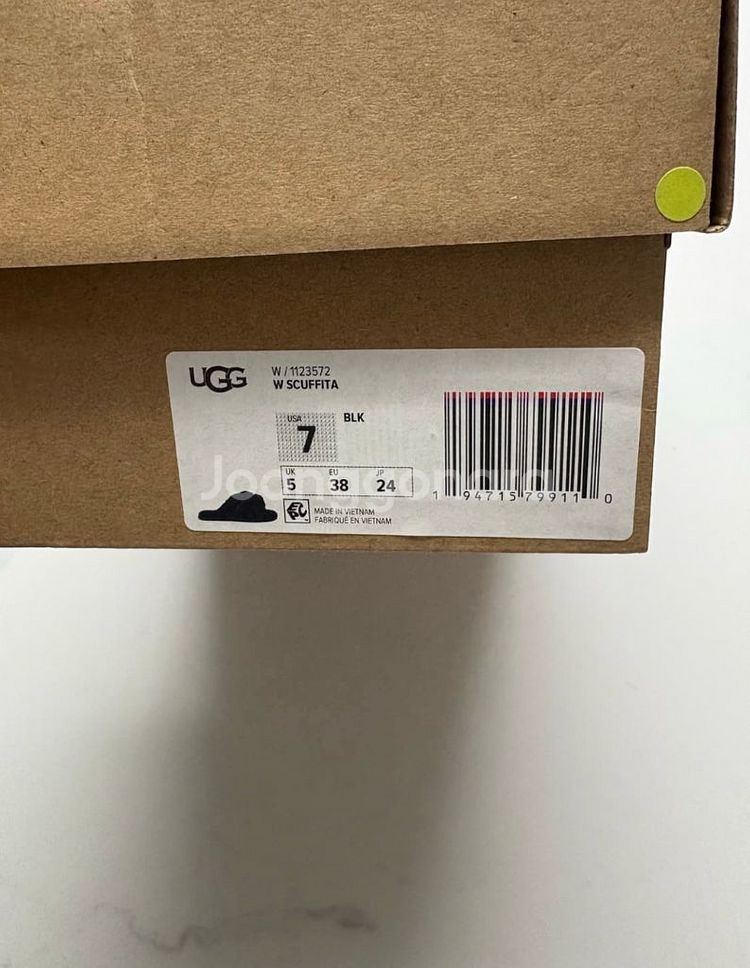 UGG
W / 1123572
W SCUFFITA
USA
7
BLK
UK EU JP
5 38 24
MADE IN VIETNAM
FABRIQUÉ EN VIETNAM
1 94715 79911 0
Joonggonara